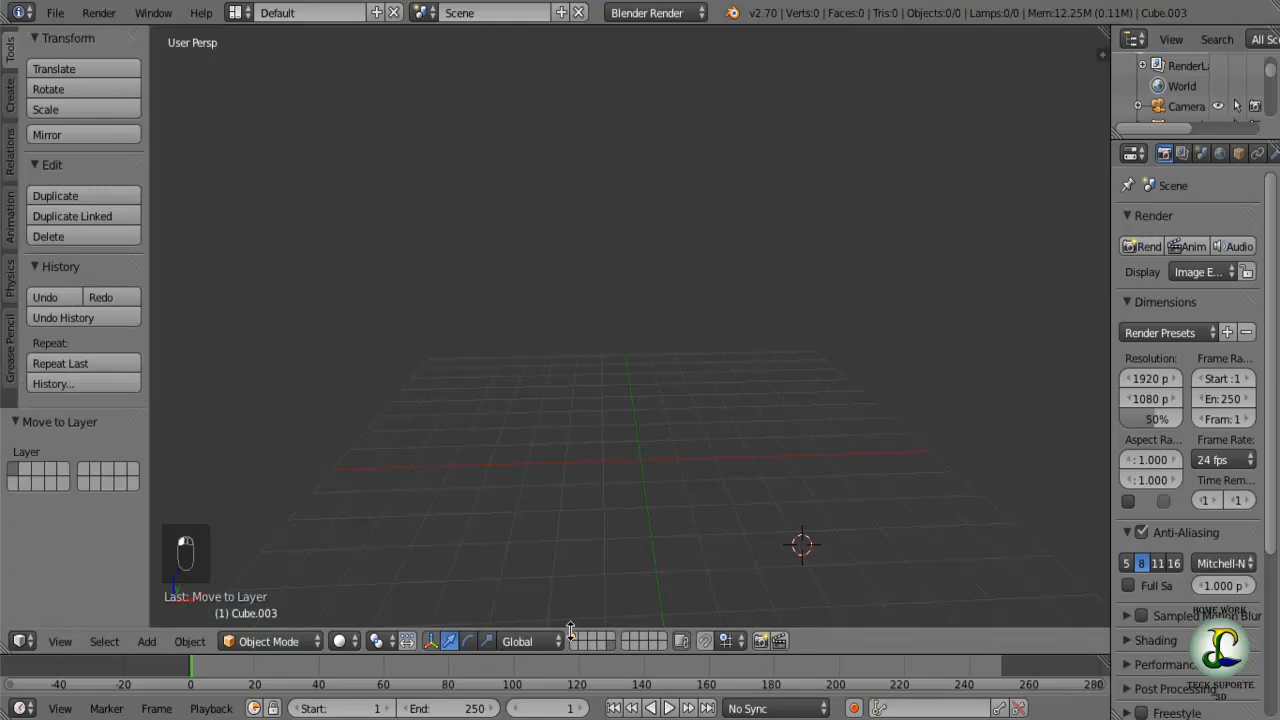 File Render Window Help Default Scene Blender Render v2.70 | Verts:0 | Faces:0 | Tris:0 | Objects:0/0 | Lamps:0/0 | Mem:12.25M (0.11M) | Cube.003
User Persp
View Search All Sc
RenderLa
World
Camera
Tools
Create
Relations
Animation
Physics
Grease Pencil
Transform
Translate
Rotate
Scale
Mirror
Edit
Duplicate
Duplicate Linked
Delete
History
Undo Redo
Undo History
Repeat:
Repeat Last
History...
Move to Layer
Layer
Last: Move to Layer
(1) Cube.003
Scene
Render
Rend Anim Audio
Display Image E...
Dimensions
Render Presets
Resolution: Frame Ra...
1920 p Start :1
1080 p En: 250
50% Fram: 1
Aspect Ra... Frame Rate:
: 1.000 24 fps
: 1.000 Time Rem...
1 1
Anti-Aliasing
5 8 11 16 Mitchell-N
Full Sa 1.000 p
Sampled Motion Blur
Shading
Performanc
Post Processing
Freestyle
HOME WORK
TECK SUPORTE
3D
View Select Add Object Object Mode Global
-40 -20 0 20 40 60 80 100 120 140 160 180 200 220 240 260 280
View Marker Frame Playback Start: 1 End: 250 1 No Sync